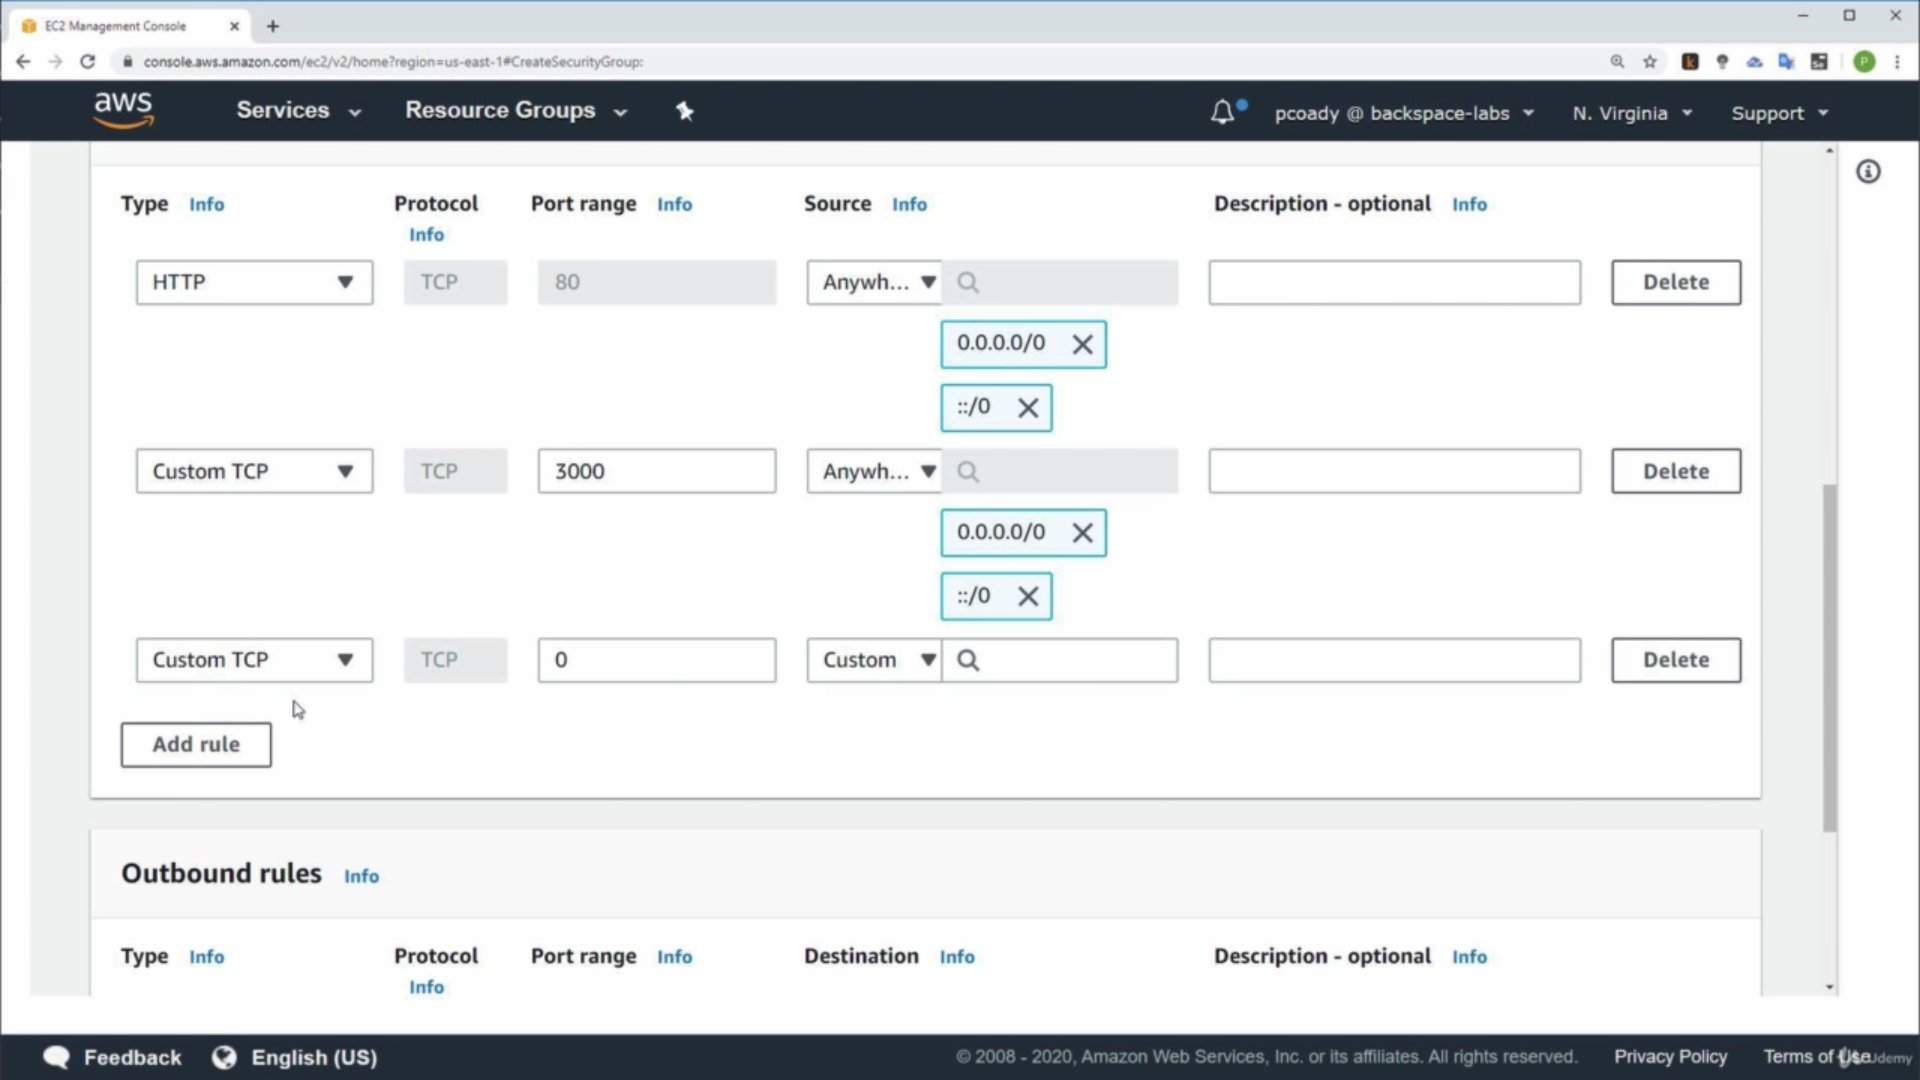 EC2 Management Console
console.aws.amazon.com/ec2/v2/home?region=us-east-1#CreateSecurityGroup:
P
aws Services Resource Groups pcoady @ backspace-labs N. Virginia Support
Type Info Protocol Info Port range Info Source Info Description - optional Info
HTTP TCP 80 Anywh... Delete
0.0.0.0/0
::/0
Custom TCP TCP 3000 Anywh... Delete
0.0.0.0/0
::/0
Custom TCP TCP 0 Custom Delete
Add rule
Outbound rules Info
Type Info Protocol Info Port range Info Destination Info Description - optional Info
Feedback English (US) © 2008 - 2020, Amazon Web Services, Inc. or its affiliates. All rights reserved. Privacy Policy Terms of Use
Udemy